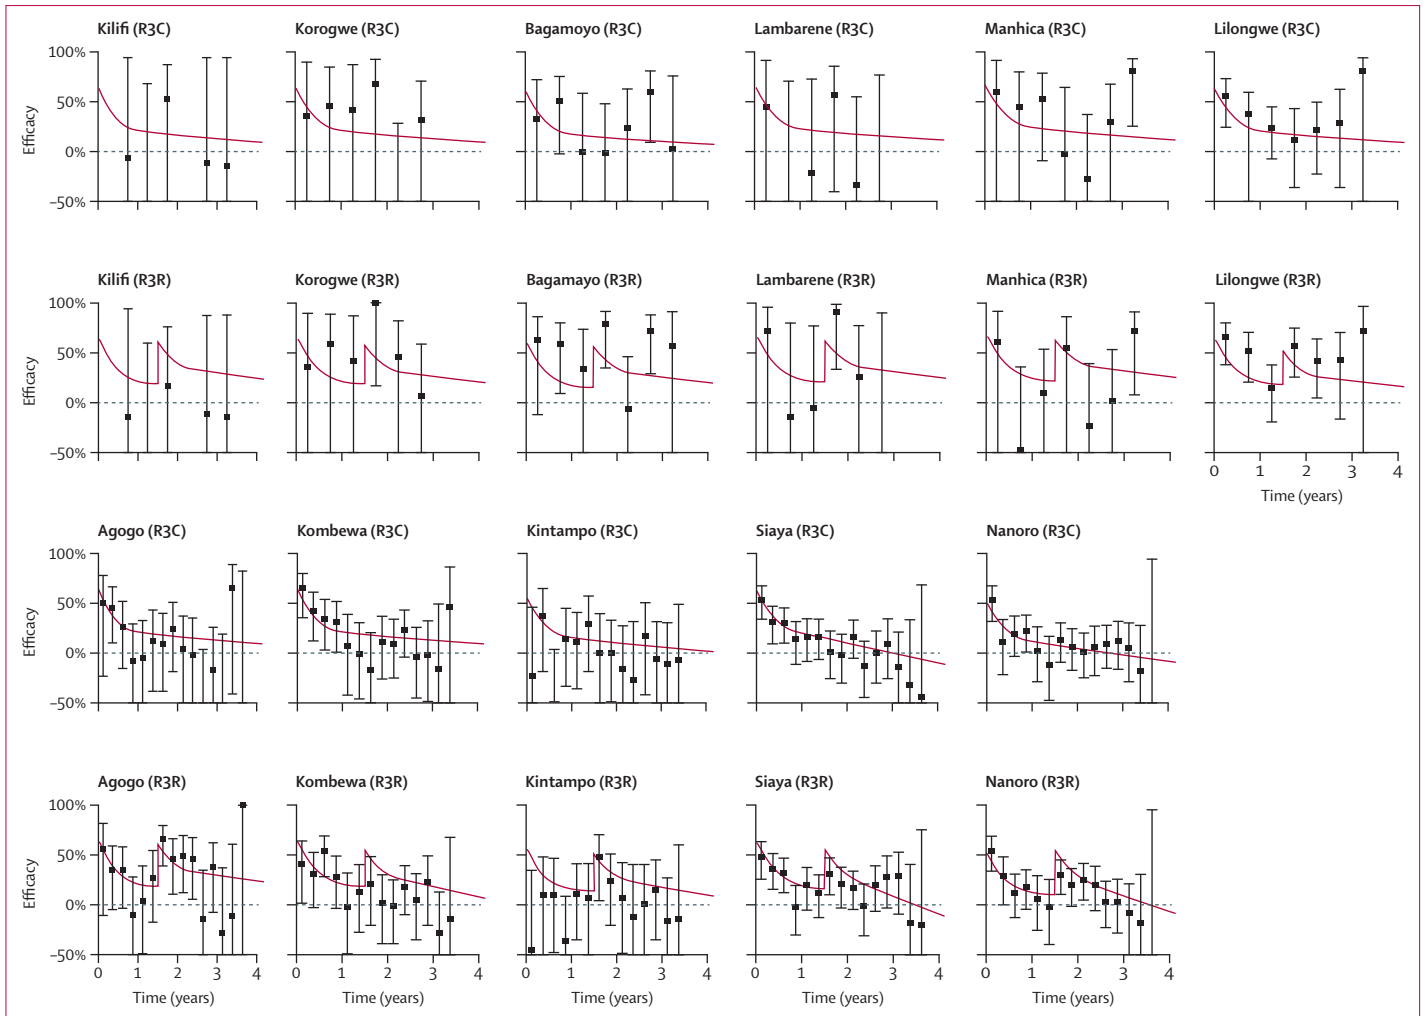 Kilifi (R3C) Korogwe (R3C) Bagamoyo (R3C) Lambarene (R3C) Manhica (R3C) Lilongwe (R3C)
100%
50%
0%
–50%
Efficacy
Kilifi (R3R) Korogwe (R3R) Bagamayo (R3R) Lambarene (R3R) Manhica (R3R) Lilongwe (R3R)
100%
50%
0%
–50%
Efficacy
0 1 2 3 4
Time (years)
Agogo (R3C) Kombewa (R3C) Kintampo (R3C) Siaya (R3C) Nanoro (R3C)
100%
50%
0%
–50%
Efficacy
Agogo (R3R) Kombewa (R3R) Kintampo (R3R) Siaya (R3R) Nanoro (R3R)
100%
50%
0%
–50%
Efficacy
0 1 2 3 4 0 1 2 3 4 0 1 2 3 4 0 1 2 3 4 0 1 2 3 4
Time (years) Time (years) Time (years) Time (years) Time (years)